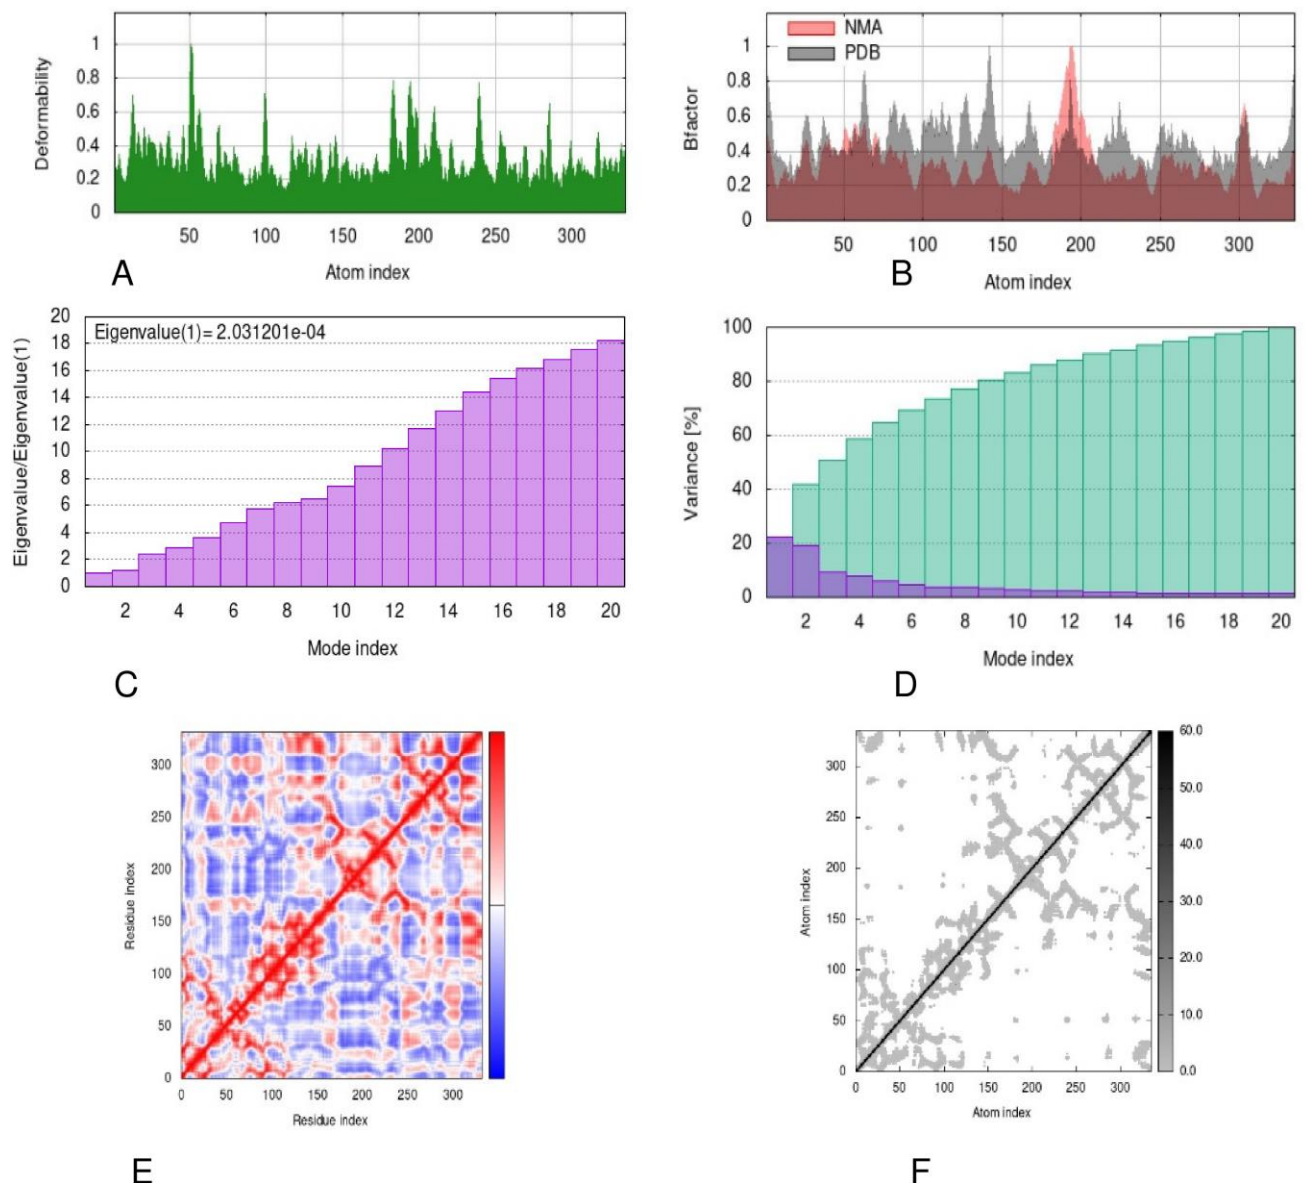 Deformability
1
0.8
0.6
0.4
0.2
0
50 100 150 200 250 300
Atom index
A
NMA
PDB
Bfactor
1
0.8
0.6
0.4
0.2
0
50 100 150 200 250 300
Atom index
B
Eigenvalue(1) = 2.031201e-04
Eigenvalue/Eigenvalue(1)
20
18
16
14
12
10
8
6
4
2
0
2 4 6 8 10 12 14 16 18 20
Mode index
C
Variance [%]
100
80
60
40
20
0
2 4 6 8 10 12 14 16 18 20
Mode index
D
Residue index
300
250
200
150
100
50
0
0 50 100 150 200 250 300
Residue index
E
Atom index
300
250
200
150
100
50
0
0 50 100 150 200 250 300
Atom index
60.0
50.0
40.0
30.0
20.0
10.0
0.0
F